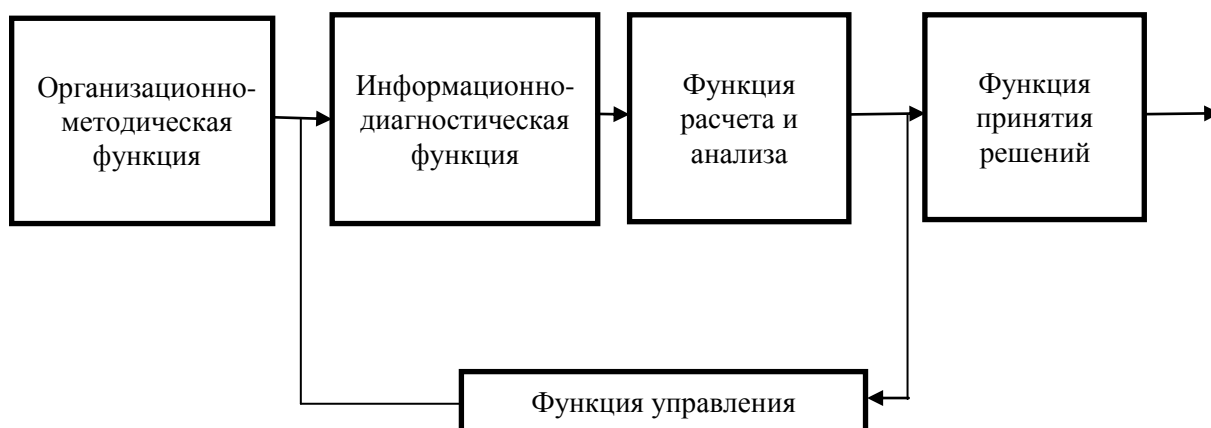 Организационно-
методическая
функция
Информационно-
диагностическая
функция
Функция
расчета и
анализа
Функция
принятия
решений
Функция управления